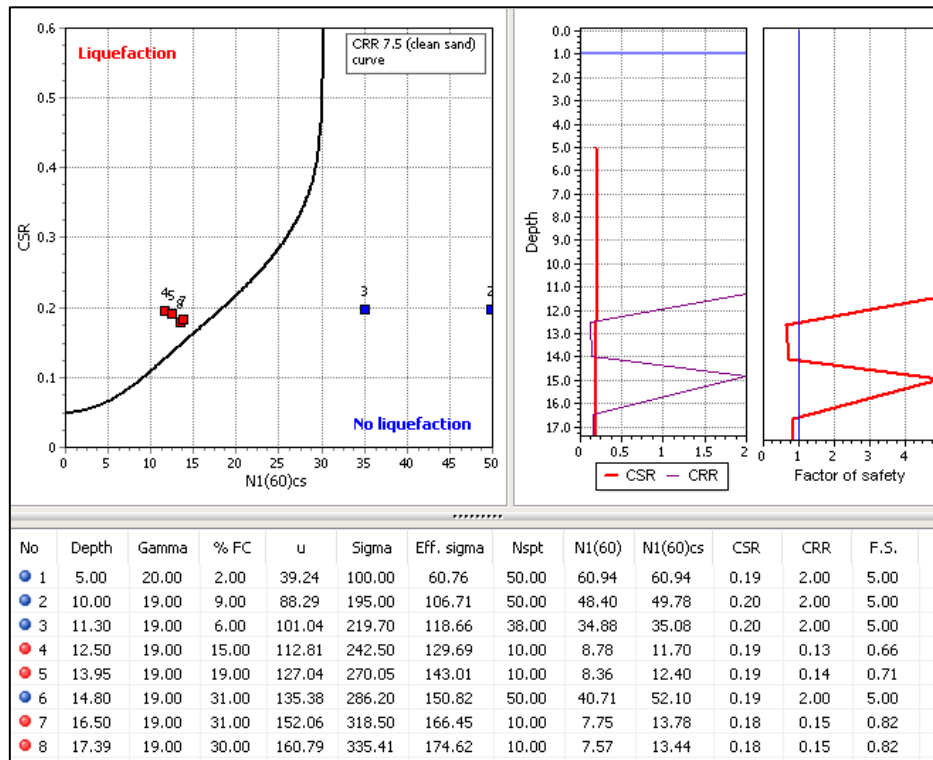 0.6
Liquefaction
CRR 7.5 (clean sand)
curve
0.5
0.4
CSR
0.3
4 5 8 7 3 2
0.2
0.1
No liquefaction
0
0 5 10 15 20 25 30 35 40 45 50
N1(60)cs
0.0
1.0
2.0
3.0
4.0
5.0
6.0
7.0
8.0
Depth
9.0
10.0
11.0
12.0
13.0
14.0
15.0
16.0
17.0
0 0.5 1 1.5 2
CSR CRR
0 1 2 3 4
Factor of safety
No Depth Gamma % FC u Sigma Eff. sigma Nspt N1(60) N1(60)cs CSR CRR F.S.
1 5.00 20.00 2.00 39.24 100.00 60.76 50.00 60.94 60.94 0.19 2.00 5.00
2 10.00 19.00 9.00 88.29 195.00 106.71 50.00 48.40 49.78 0.20 2.00 5.00
3 11.30 19.00 6.00 101.04 219.70 118.66 38.00 34.88 35.08 0.20 2.00 5.00
4 12.50 19.00 15.00 112.81 242.50 129.69 10.00 8.78 11.70 0.19 0.13 0.66
5 13.95 19.00 19.00 127.04 270.05 143.01 10.00 8.36 12.40 0.19 0.14 0.71
6 14.80 19.00 31.00 135.38 286.20 150.82 50.00 40.71 52.10 0.19 2.00 5.00
7 16.50 19.00 31.00 152.06 318.50 166.45 10.00 7.75 13.78 0.18 0.15 0.82
8 17.39 19.00 30.00 160.79 335.41 174.62 10.00 7.57 13.44 0.18 0.15 0.82